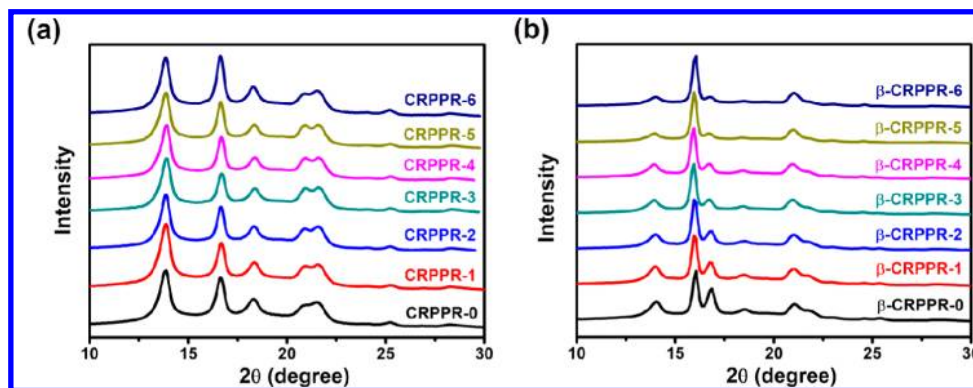 (a)
Intensity
CRPPR-6
CRPPR-5
CRPPR-4
CRPPR-3
CRPPR-2
CRPPR-1
CRPPR-0
10 15 20 25 30
2θ (degree)
(b)
Intensity
β-CRPPR-6
β-CRPPR-5
β-CRPPR-4
β-CRPPR-3
β-CRPPR-2
β-CRPPR-1
β-CRPPR-0
10 15 20 25 30
2θ (degree)